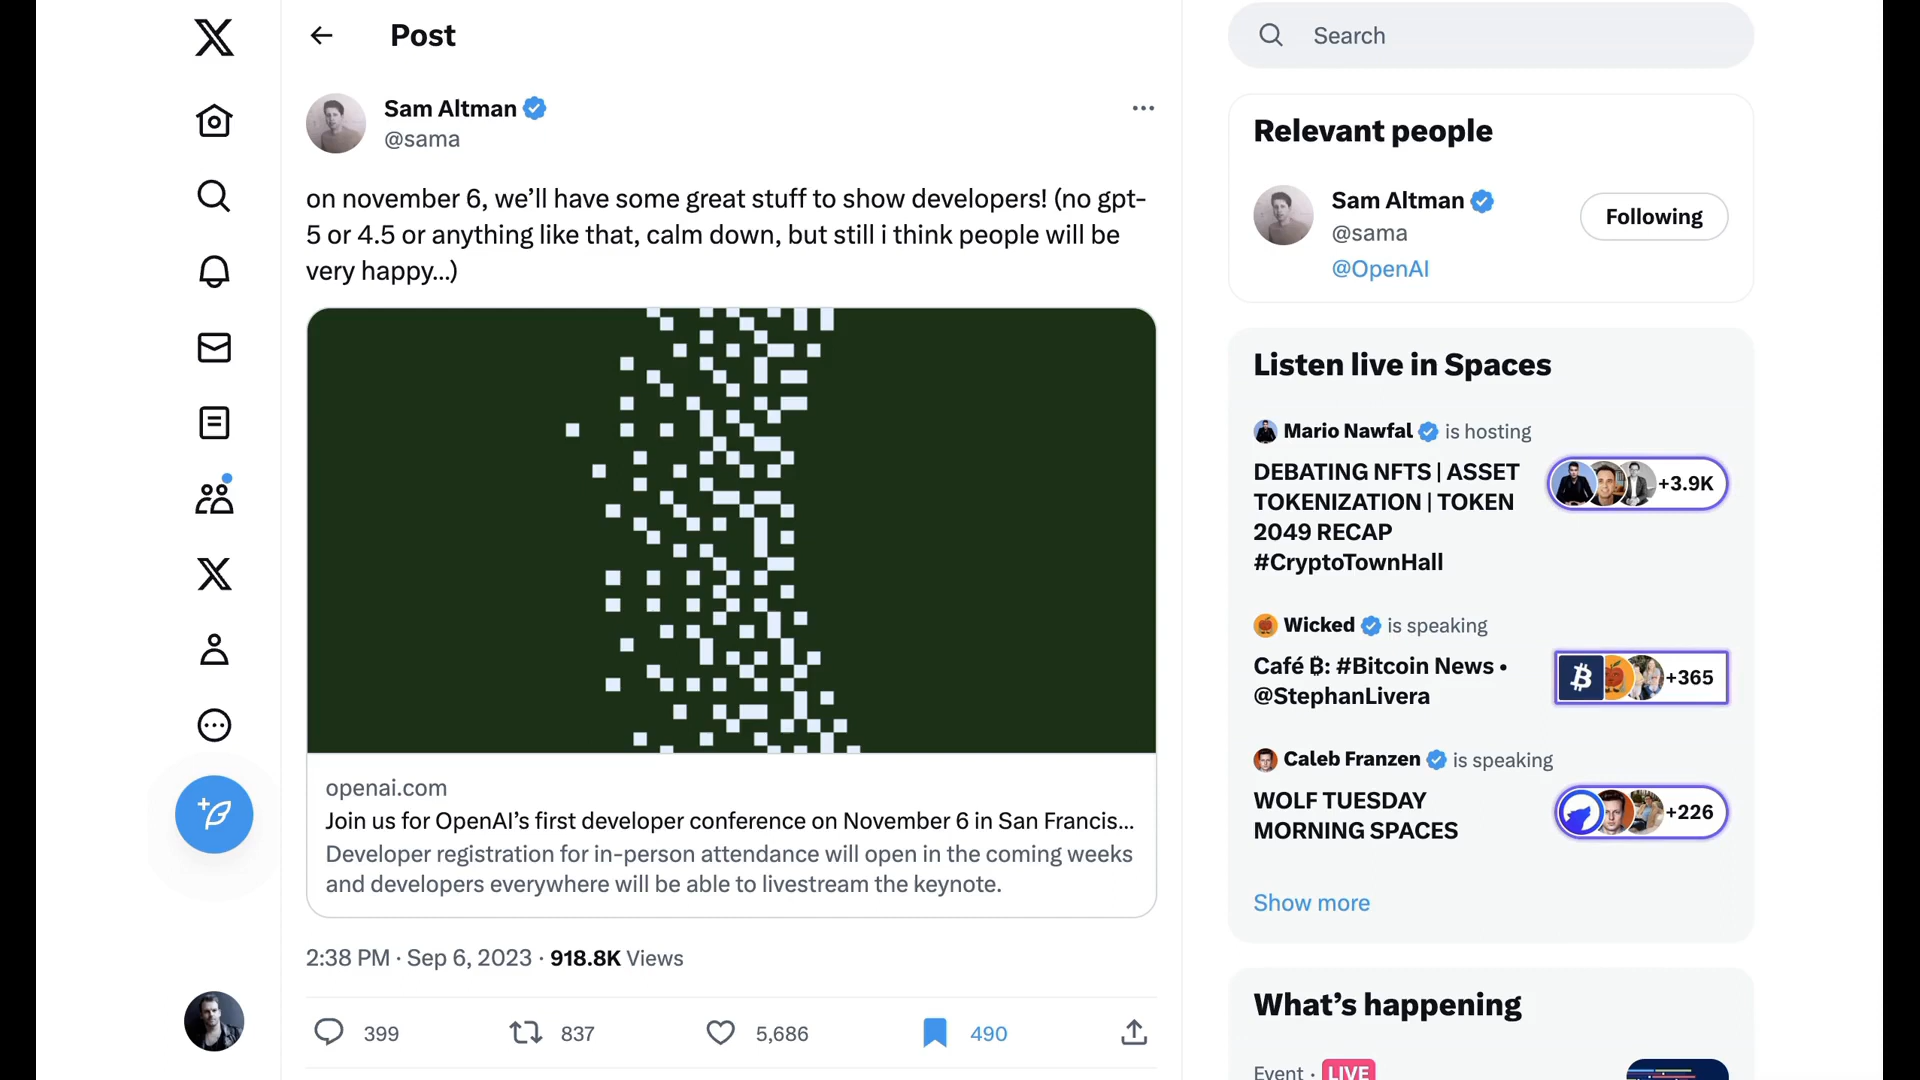 Post
Sam Altman
@sama
on november 6, we’ll have some great stuff to show developers! (no gpt-
5 or 4.5 or anything like that, calm down, but still i think people will be
very happy...)
openai.com
Join us for OpenAI’s first developer conference on November 6 in San Francis...
Developer registration for in-person attendance will open in the coming weeks
and developers everywhere will be able to livestream the keynote.
2:38 PM · Sep 6, 2023 · 918.8K Views
399 837 5,686 490
Search
Relevant people
Sam Altman
@sama
Following
@OpenAI
Listen live in Spaces
Mario Nawfal is hosting
DEBATING NFTS | ASSET
TOKENIZATION | TOKEN
2049 RECAP
#CryptoTownHall
+3.9K
Wicked is speaking
Café ₿: #Bitcoin News •
@StephanLivera
+365
Caleb Franzen is speaking
WOLF TUESDAY
MORNING SPACES
+226
Show more
What’s happening
Event · LIVE